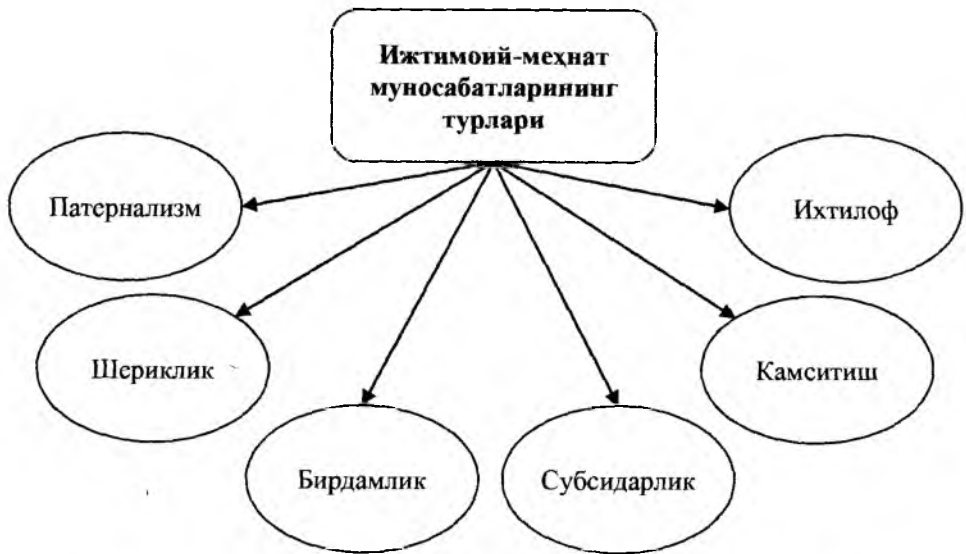 Ижтимоий-меҳнат
муносабатларининг
турлари
Патернализм
Ихтилоф
Шериклик
Камситиш
Бирдамлик
Субсидарлик